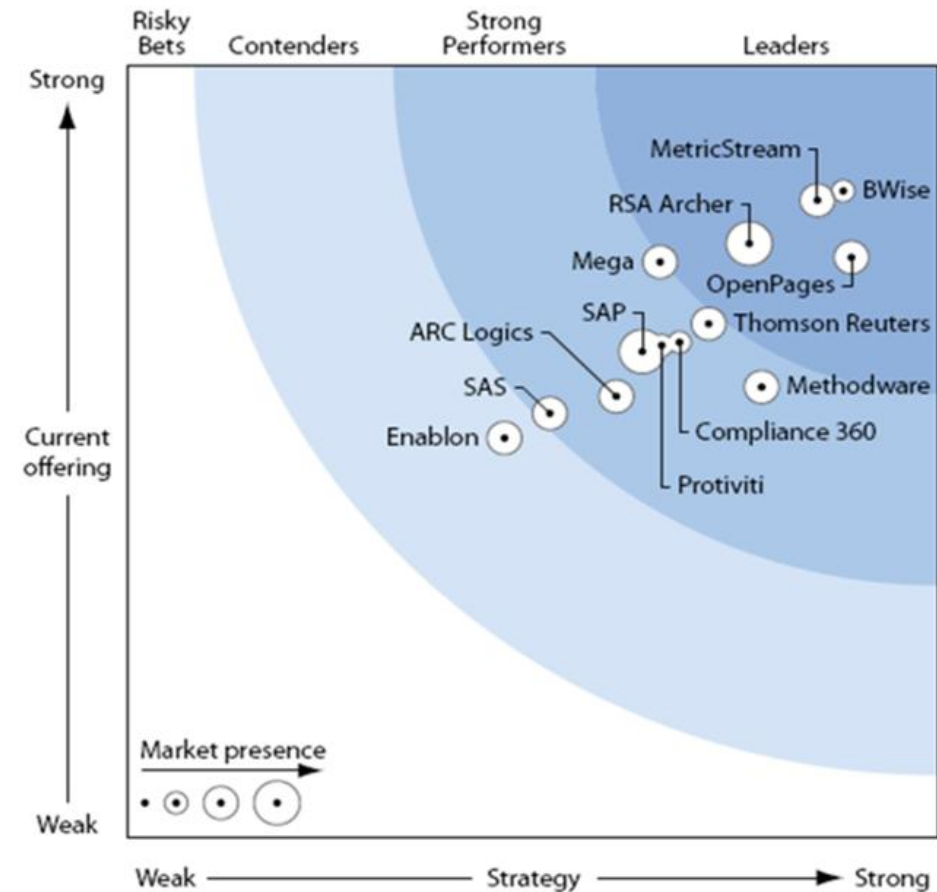 Risky
Bets
Contenders
Strong
Performers
Leaders
Strong
MetricStream
BWise
RSA Archer
Mega
OpenPages
SAP
Thomson Reuters
ARC Logics
SAS
Methodware
Enablon
Compliance 360
Current
offering
Protiviti
Market presence
Weak
Weak
Strategy
Strong